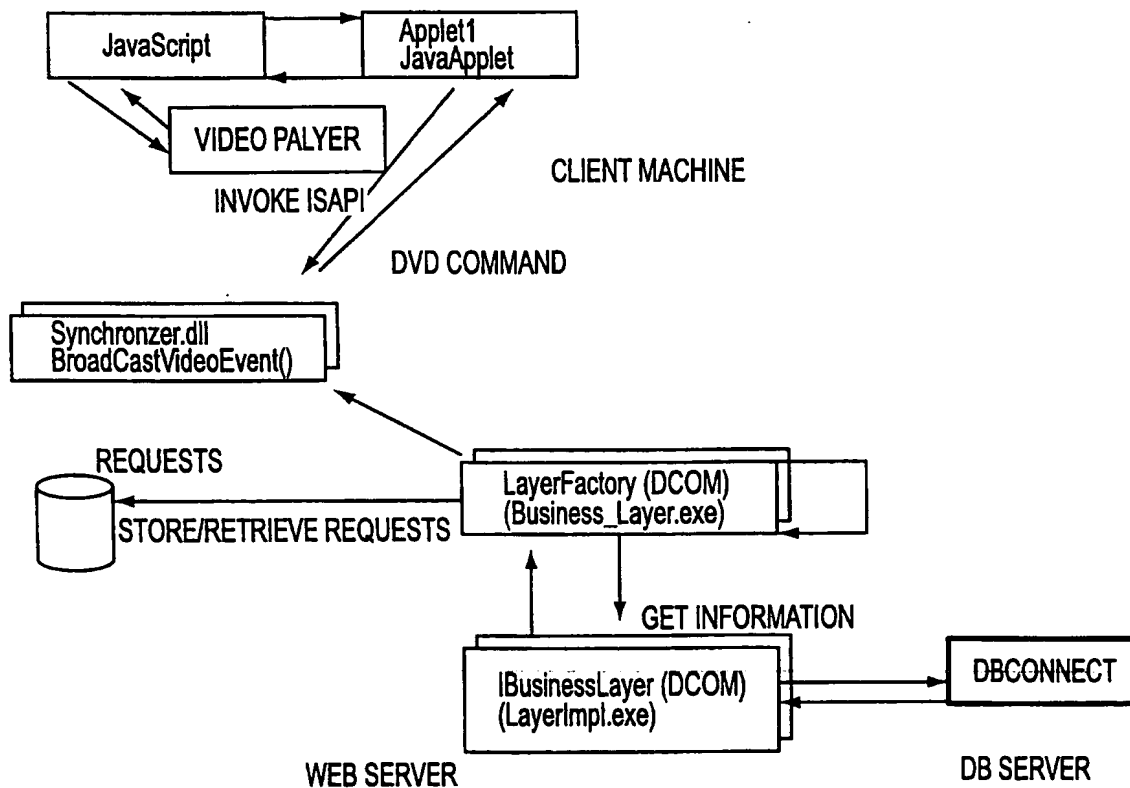 JavaScript
Applet1
JavaApplet
VIDEO PALYER
CLIENT MACHINE
INVOKE ISAPI
DVD COMMAND
Synchronzer.dll
BroadCastVideoEvent()
REQUESTS
LayerFactory (DCOM)
(Business_Layer.exe)
STORE/RETRIEVE REQUESTS
GET INFORMATION
IBusinessLayer (DCOM)
(LayerImpl.exe)
DBCONNECT
WEB SERVER
DB SERVER